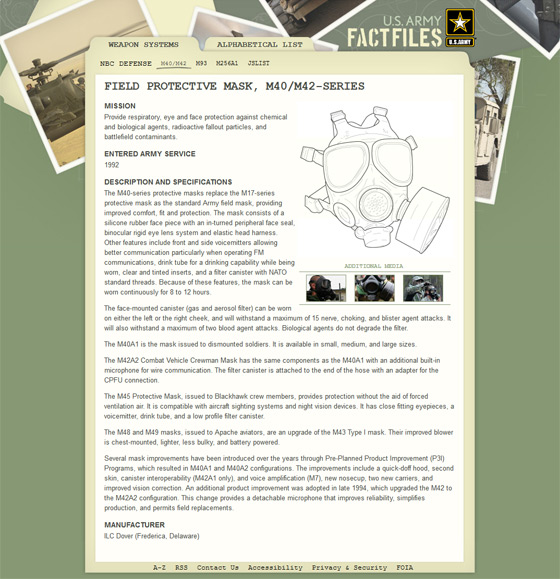 U.S. ARMY
FACTFILES
U.S. ARMY
WEAPON SYSTEMS
ALPHABETICAL LIST
NBC DEFENSE M40/M42 M93 M256A1 JSLIST
FIELD PROTECTIVE MASK, M40/M42-SERIES
MISSION
Provide respiratory, eye and face protection against chemical
and biological agents, radioactive fallout particles, and
battlefield contaminants.
ENTERED ARMY SERVICE
1992
DESCRIPTION AND SPECIFICATIONS
The M40-series protective masks replace the M17-series
protective mask as the standard Army field mask, providing
improved comfort, fit and protection. The mask consists of a
silicone rubber face piece with an in-turned peripheral face seal,
binocular rigid eye lens system and elastic head harness.
Other features include front and side voicemitters allowing
better communication particularly when operating FM
communications, drink tube for a drinking capability while being
worn, clear and tinted inserts, and a filter canister with NATO
standard threads. Because of these features, the mask can be
worn continuously for 8 to 12 hours.
ADDITIONAL MEDIA
The face-mounted canister (gas and aerosol filter) can be worn
on either the left or the right cheek, and will withstand a maximum of 15 nerve, choking, and blister agent attacks. It
will also withstand a maximum of two blood agent attacks. Biological agents do not degrade the filter.
The M40A1 is the mask issued to dismounted soldiers. It is available in small, medium, and large sizes.
The M42A2 Combat Vehicle Crewman Mask has the same components as the M40A1 with an additional built-in
microphone for wire communication. The filter canister is attached to the end of the hose with an adapter for the
CPFU connection.
The M45 Protective Mask, issued to Blackhawk crew members, provides protection without the aid of forced
ventilation air. It is compatible with aircraft sighting systems and night vision devices. It has close fitting eyepieces, a
voicemitter, drink tube, and a low profile filter canister.
The M48 and M49 masks, issued to Apache aviators, are an upgrade of the M43 Type I mask. Their improved blower
is chest-mounted, lighter, less bulky, and battery powered.
Several mask improvements have been introduced over the years through Pre-Planned Product Improvement (P3I)
Programs, which resulted in M40A1 and M40A2 configurations. The improvements include a quick-doff hood, second
skin, canister interoperability (M42A1 only), and voice amplification (M7), new nosecup, two new carriers, and
improved vision correction. An additional product improvement was adopted in late 1994, which upgraded the M42 to
the M42A2 configuration. This change provides a detachable microphone that improves reliability, simplifies
production, and permits field replacements.
MANUFACTURER
ILC Dover (Frederica, Delaware)
A-Z RSS Contact Us Accessibility Privacy & Security FOIA